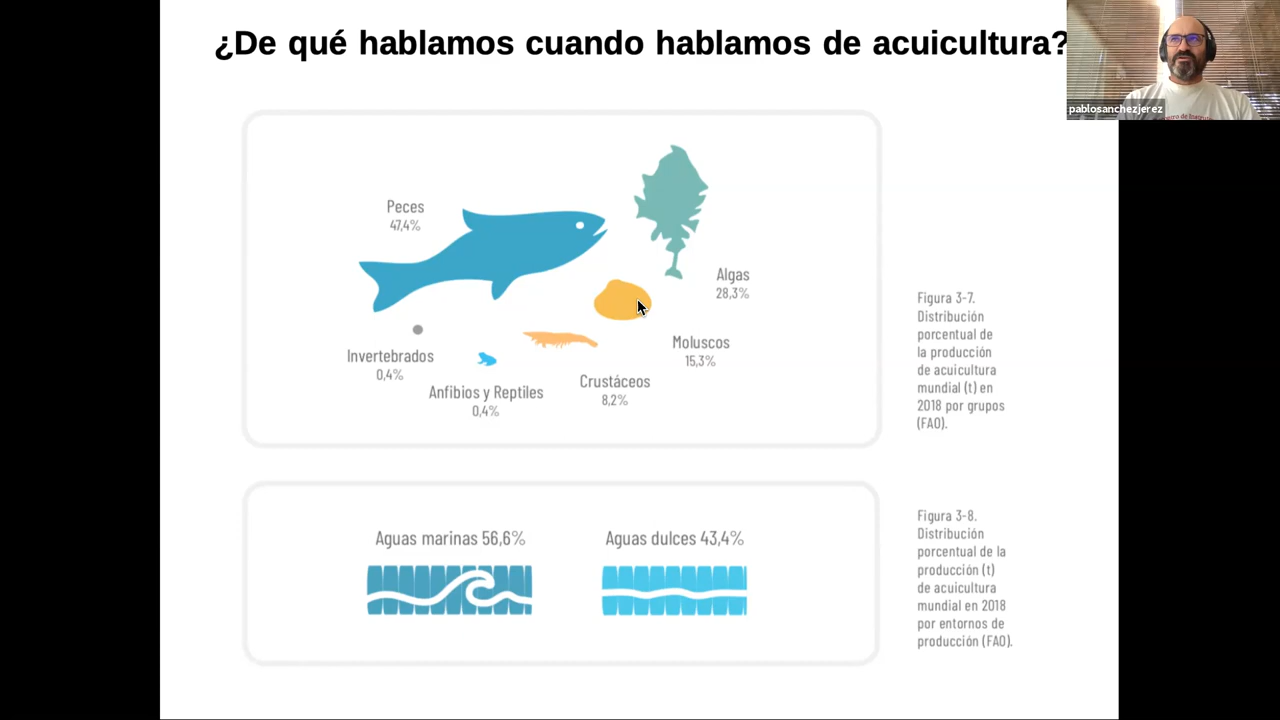 ¿De qué hablamos cuando hablamos de acuicultura?
pablosanchezjerez
Peces
47,4%
Algas
28,3%
Moluscos
15,3%
Invertebrados
0,4%
Anfibios y Reptiles
0,4%
Crustáceos
8,2%
Figura 3-7.
Distribución
porcentual de
la producción
de acuicultura
mundial (t) en
2018 por grupos
(FAO).
Aguas marinas 56,6%
Aguas dulces 43,4%
Figura 3-8.
Distribución
porcentual de la
producción (t)
de acuicultura
mundial en 2018
por entornos de
producción (FAO).